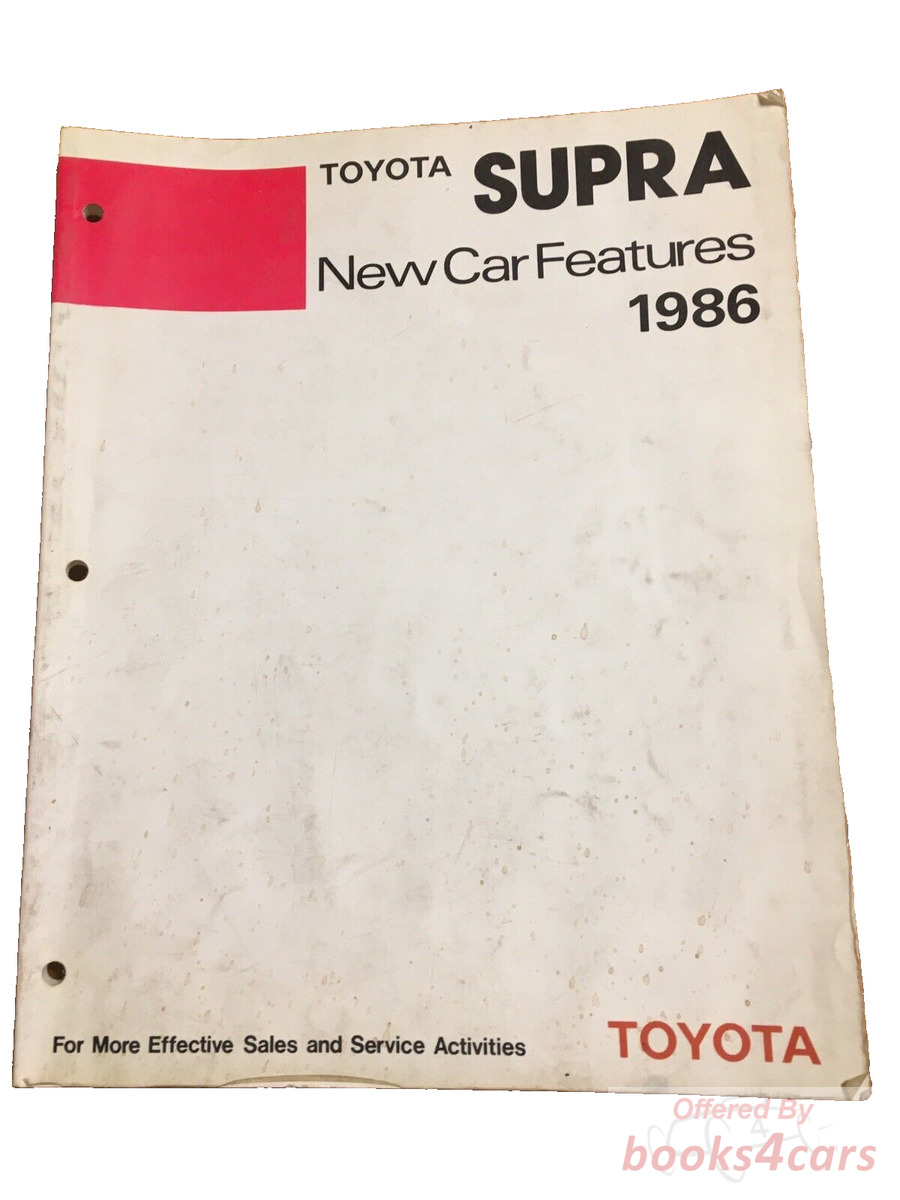 TOYOTA SUPRA
New Car Features
1986
For More Effective Sales and Service Activities
TOYOTA
Offered By
books4cars